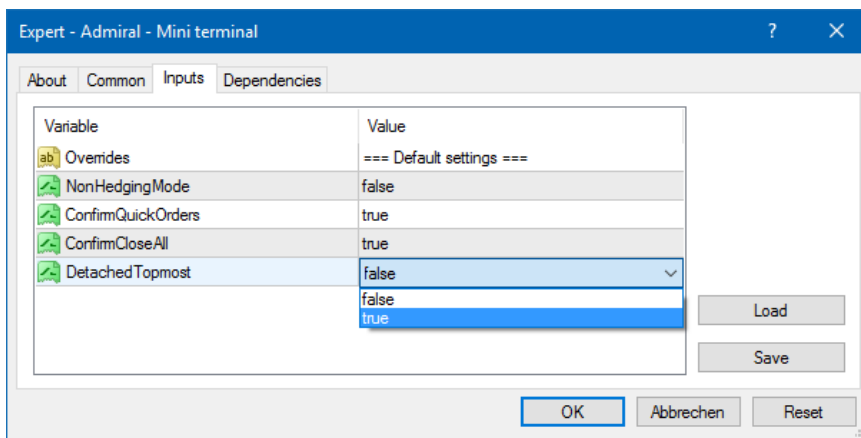 Expert - Admiral - Mini terminal ?
About Common Inputs Dependencies
Variable Value
ab Overrides === Default settings ===
NonHedgingMode false
ConfirmQuickOrders true
ConfirmCloseAll true
DetachedTopmost false
false
true
Load
Save
OK Abbrechen Reset